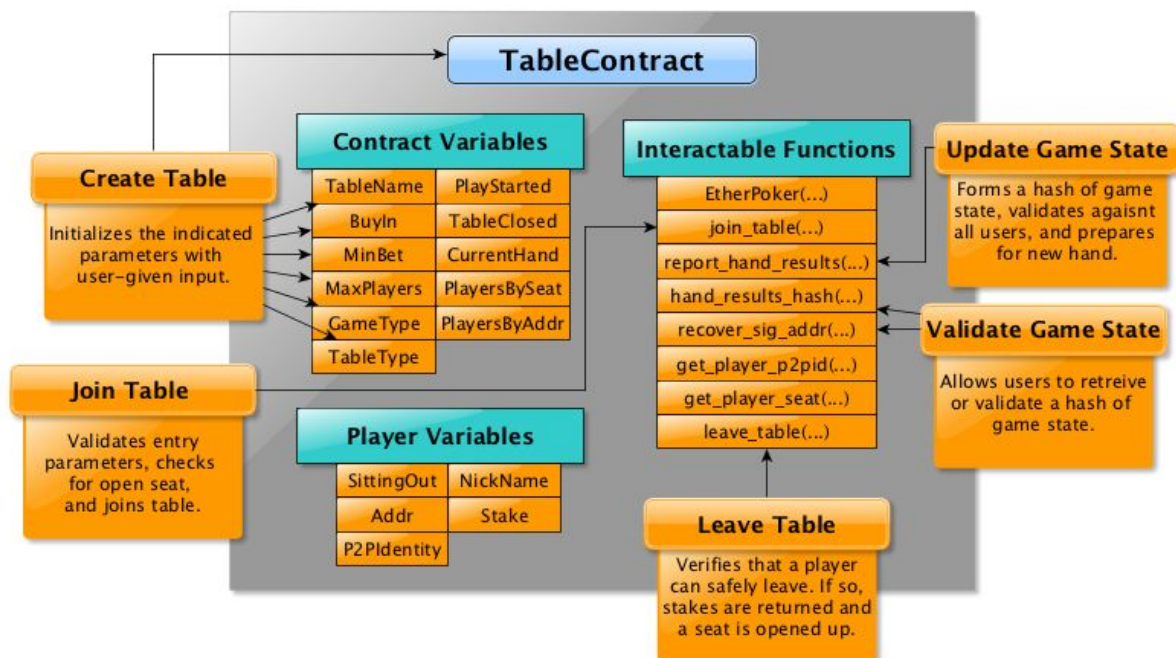 TableContract
Contract Variables
TableName
PlayStarted
BuyIn
TableClosed
MinBet
CurrentHand
MaxPlayers
PlayersBySeat
GameType
PlayersByAddr
TableType
Interactable Functions
EtherPoker(...)
join_table(...)
report_hand_results(...)
hand_results_hash(...)
recover_sig_addr(...)
get_player_p2pid(...)
get_player_seat(...)
leave_table(...)
Create Table
Initializes the indicated
parameters with
user-given input.
Update Game State
Forms a hash of game
state, validates agaisnt
all users, and prepares
for new hand.
Validate Game State
Allows users to retreive
or validate a hash of
game state.
Join Table
Validates entry
parameters, checks
for open seat,
and joins table.
Player Variables
SittingOut
NickName
Addr
Stake
P2PIdentity
Leave Table
Verifies that a player
can safely leave. If so,
stakes are returned and
a seat is opened up.